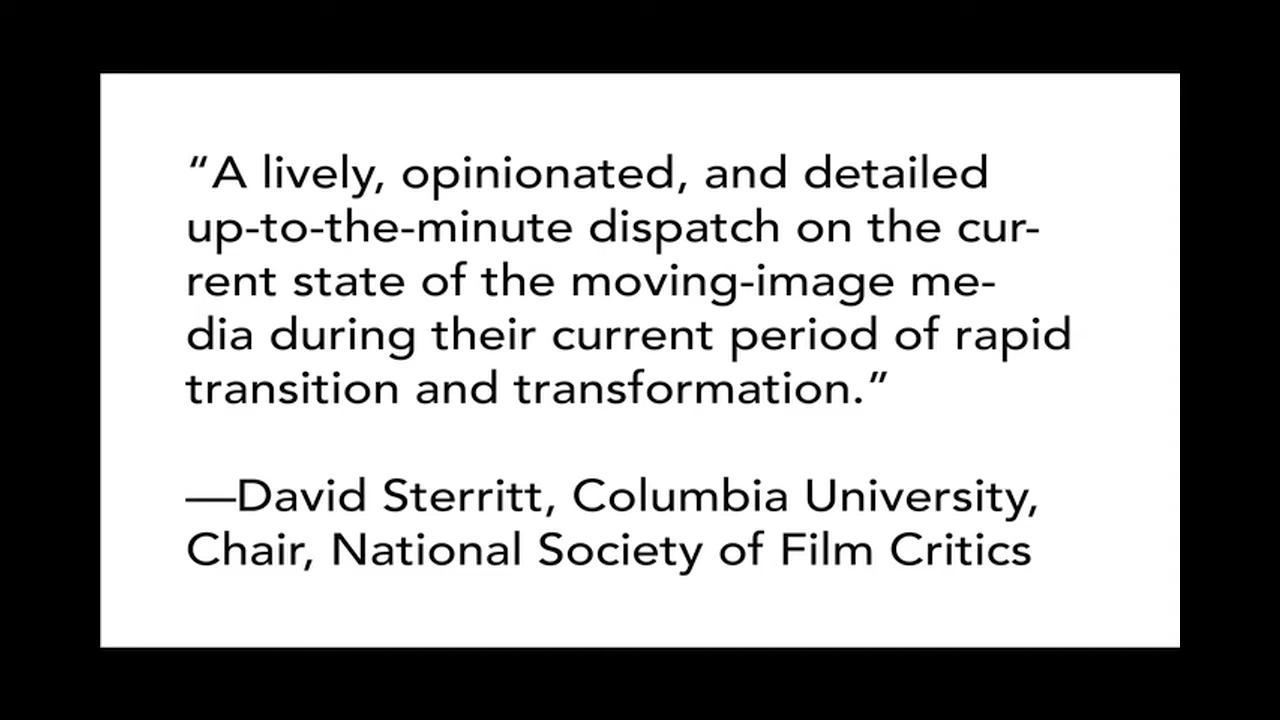 “A lively, opinionated, and detailed
up-to-the-minute dispatch on the cur-
rent state of the moving-image me-
dia during their current period of rapid
transition and transformation.”
—David Sterritt, Columbia University,
Chair, National Society of Film Critics